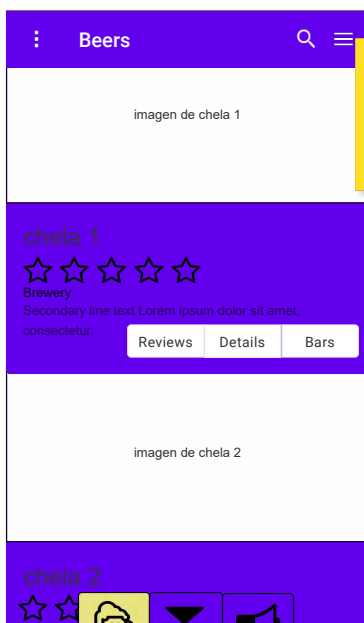 Beers
imagen de chela 1
chela 1
Brewery
Secondary line text Lorem ipsum dolor sit amet,
consectetur.
Reviews Details Bars
imagen de chela 2
chela 2